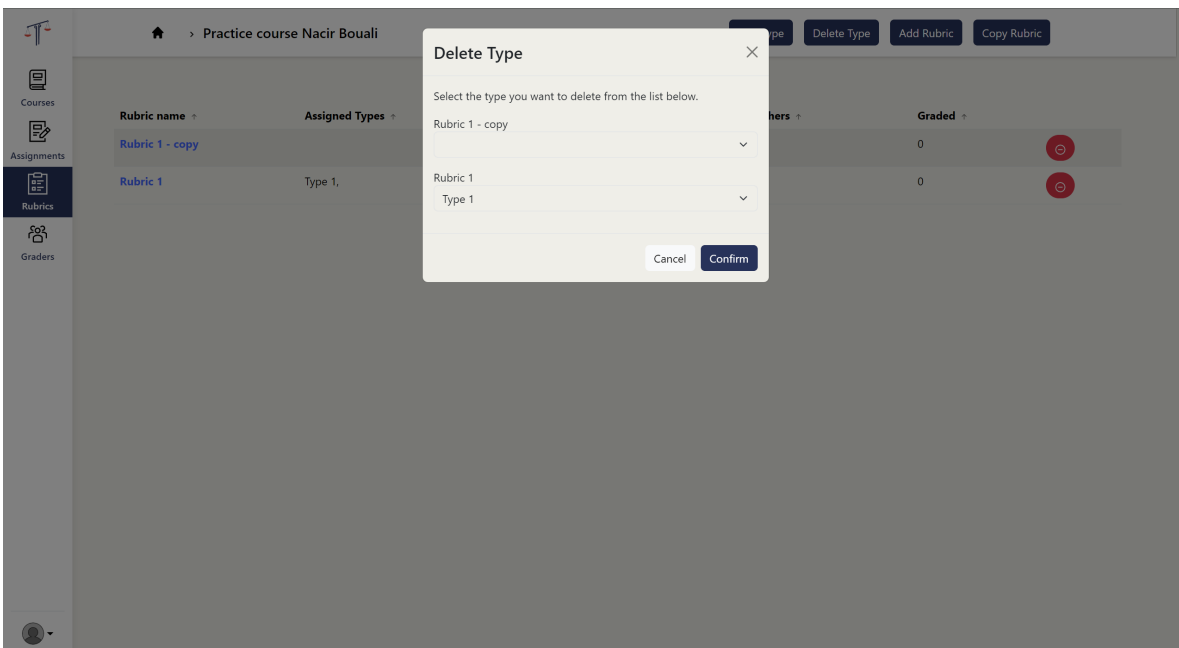 Practice course Nacir Bouali
ype
Delete Type
Add Rubric
Copy Rubric
Courses
Assignments
Rubrics
Graders
Rubric name
Assigned Types
hers
Graded
Rubric 1 - copy
0
Rubric 1
Type 1,
0
Delete Type
Select the type you want to delete from the list below.
Rubric 1 - copy
Rubric 1
Type 1
Cancel
Confirm